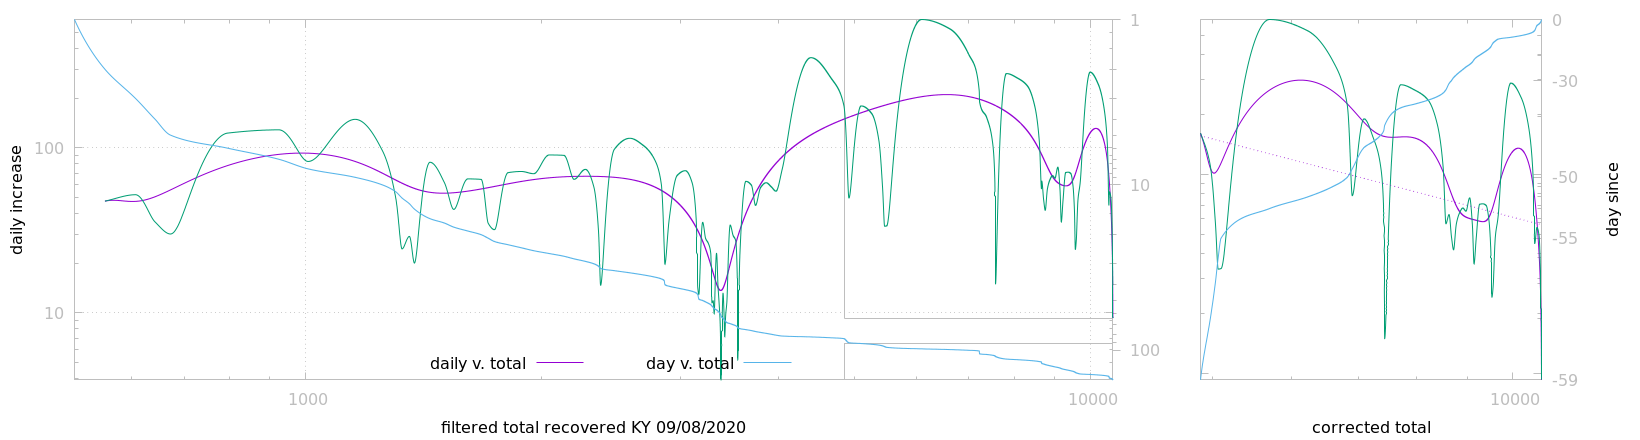 daily increase
100
10
1000
10000
1
10
100
daily v. total
day v. total
filtered total recovered KY 09/08/2020
0
-30
-50
-55
-59
day since
10000
corrected total